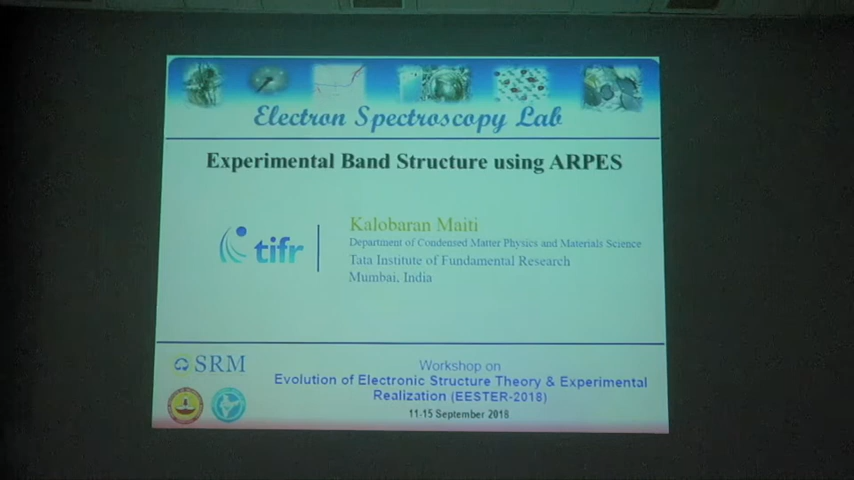 Electron Spectroscopy Lab
Experimental Band Structure using ARPES
tifr
Kalobaran Maiti
Department of Condensed Matter Physics and Materials Science
Tata Institute of Fundamental Research
Mumbai, India
SRM
Workshop on
Evolution of Electronic Structure Theory & Experimental
Realization (EESTER-2018)
11-15 September 2018